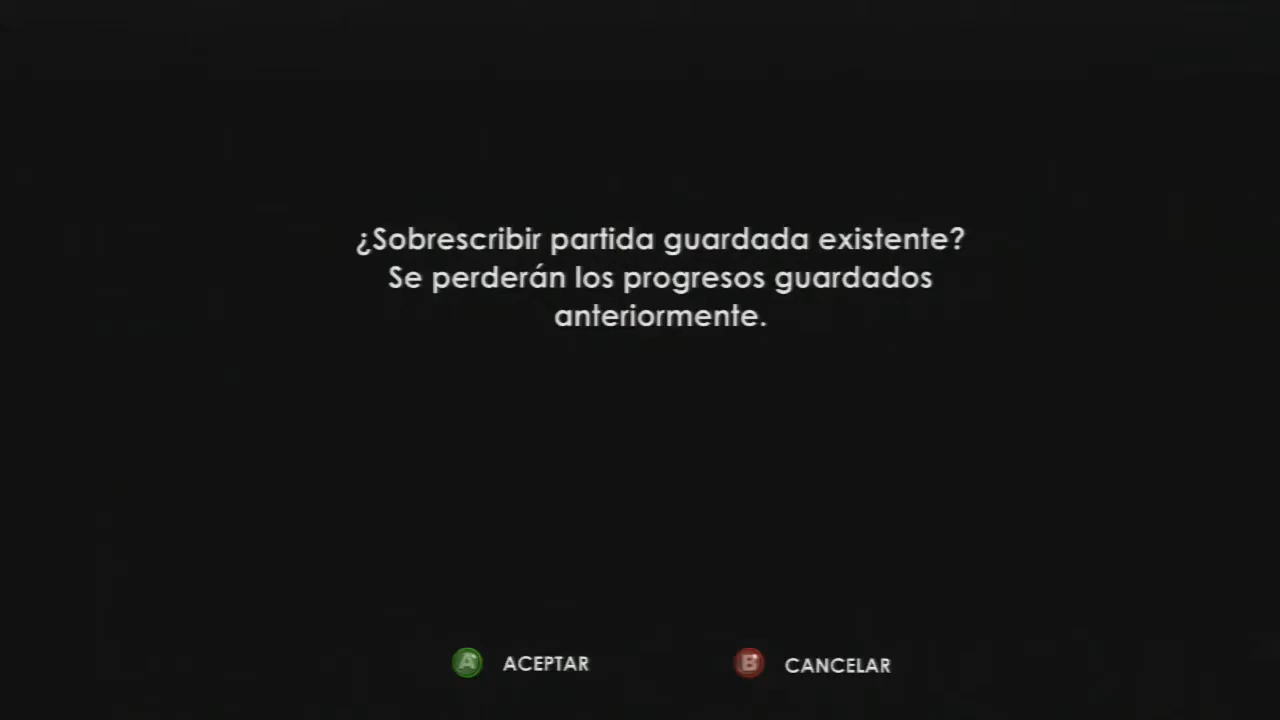 ¿Sobrescribir partida guardada existente?
Se perderán los progresos guardados
anteriormente.
A ACEPTAR
B CANCELAR